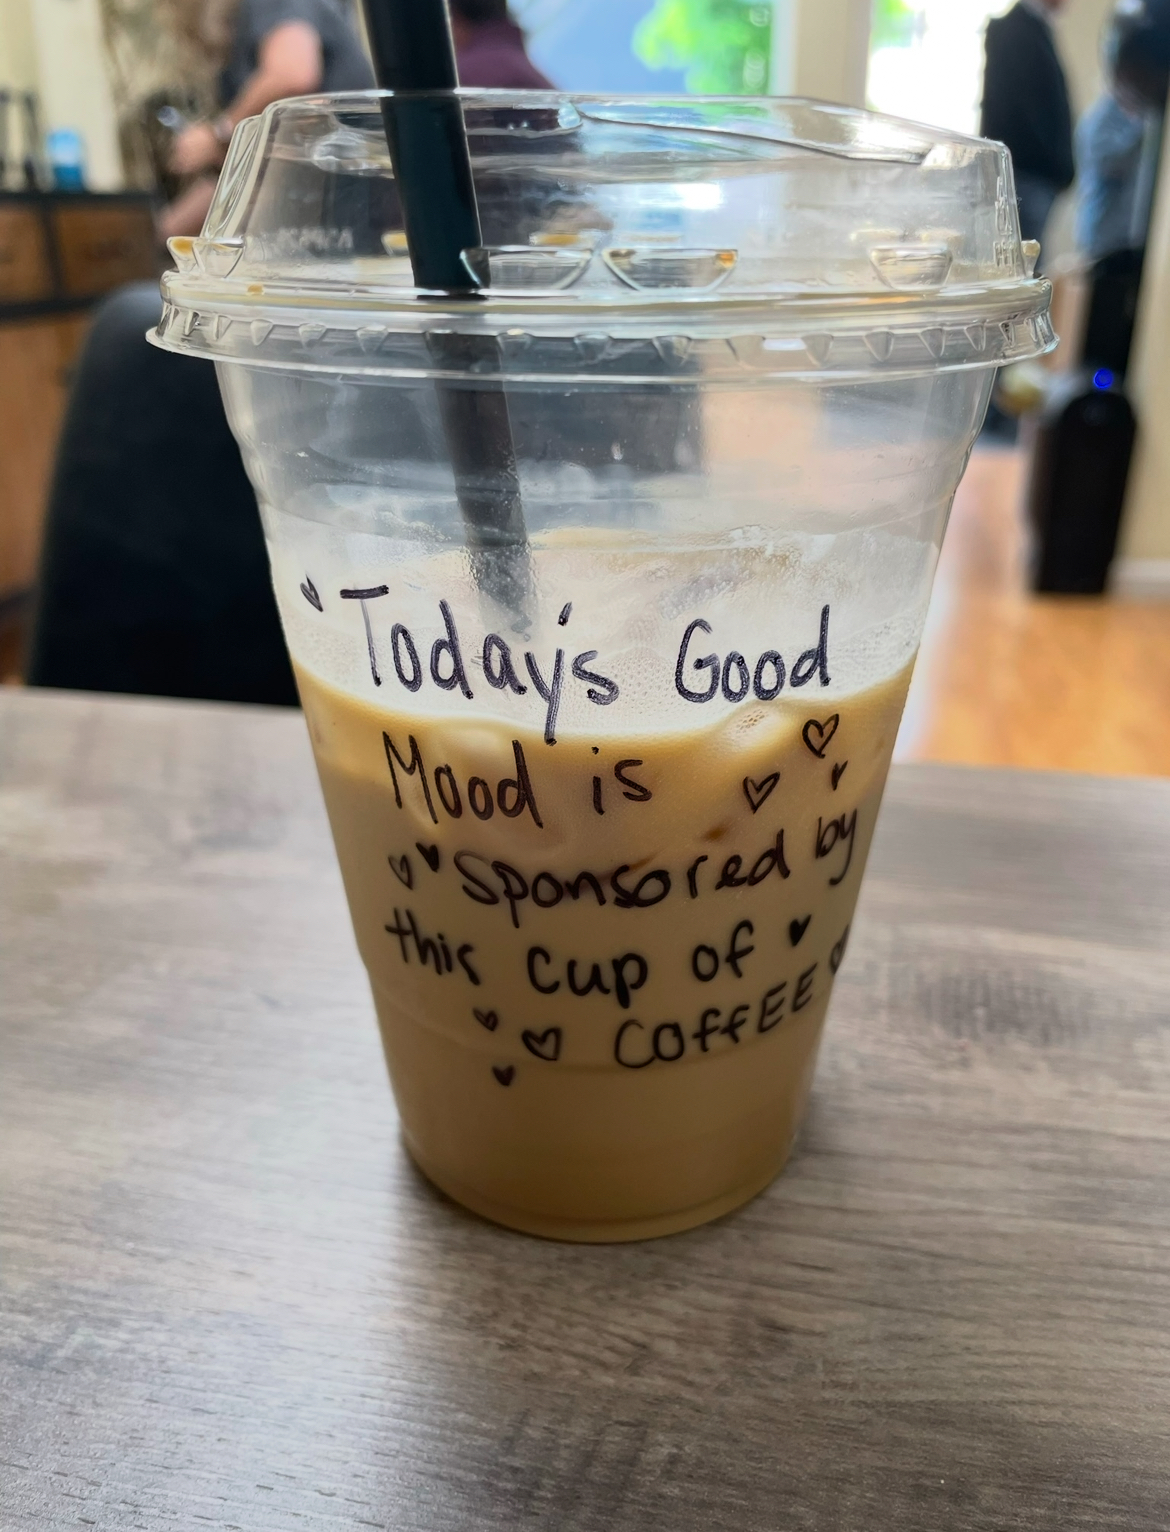 Today's Good
Mood is
sponsored by
this cup of
COffEE